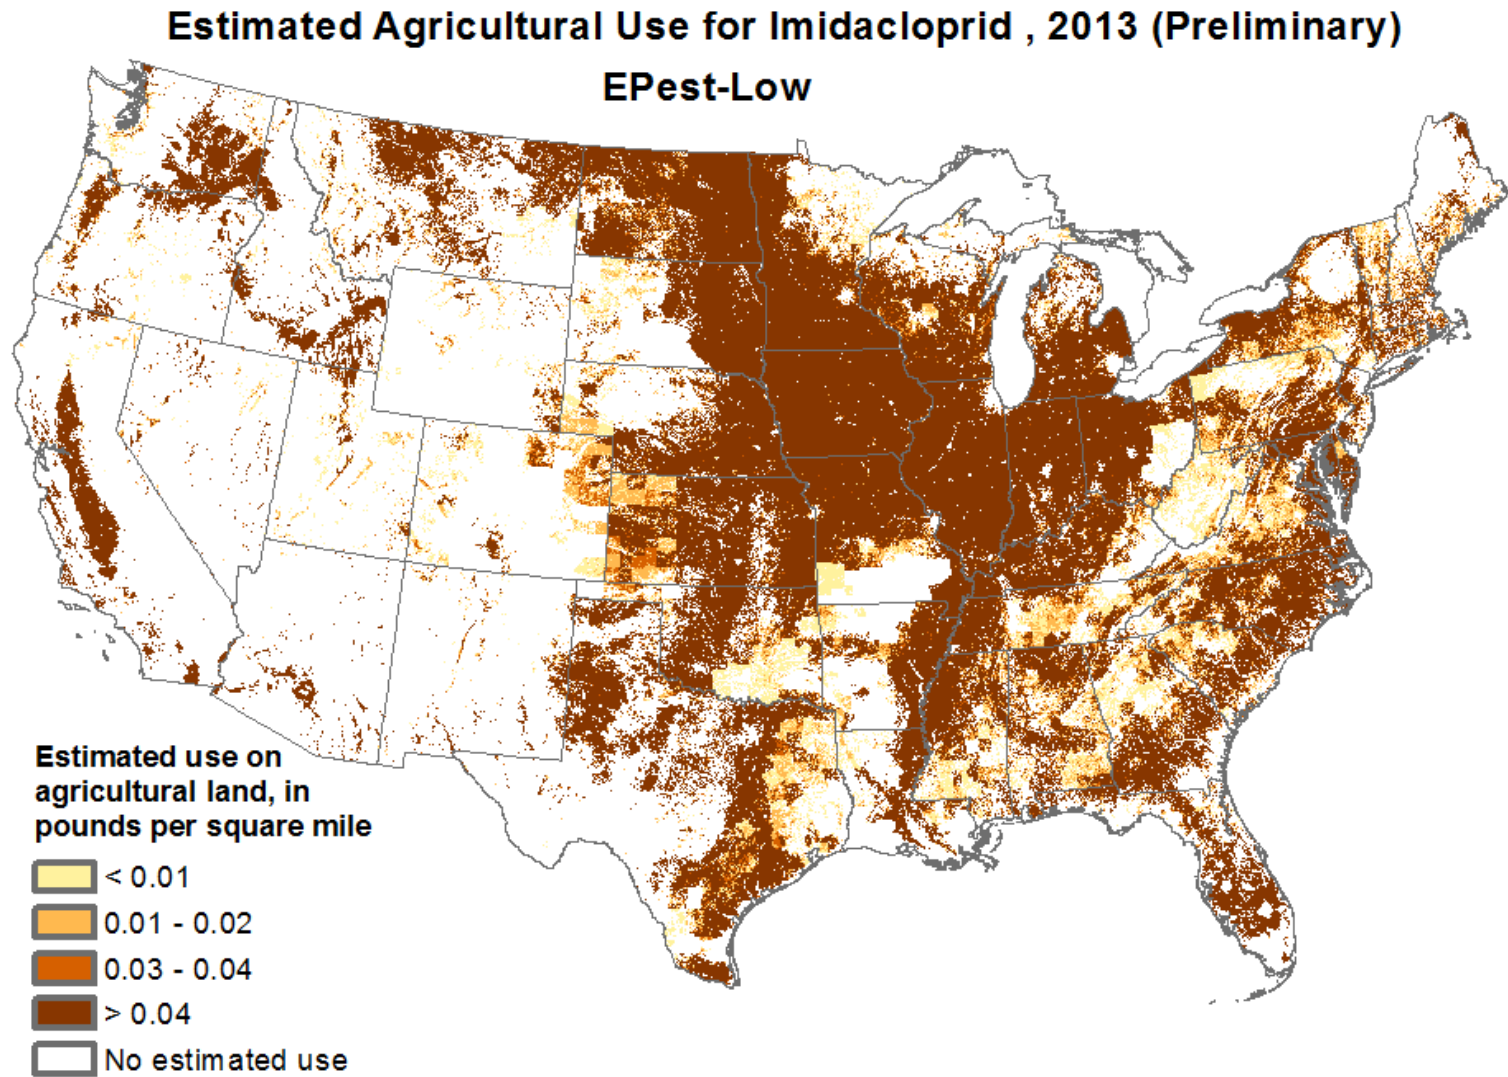 Estimated Agricultural Use for Imidacloprid , 2013 (Preliminary)
EPest-Low
Estimated use on
agricultural land, in
pounds per square mile
< 0.01
0.01 - 0.02
0.03 - 0.04
> 0.04
No estimated use